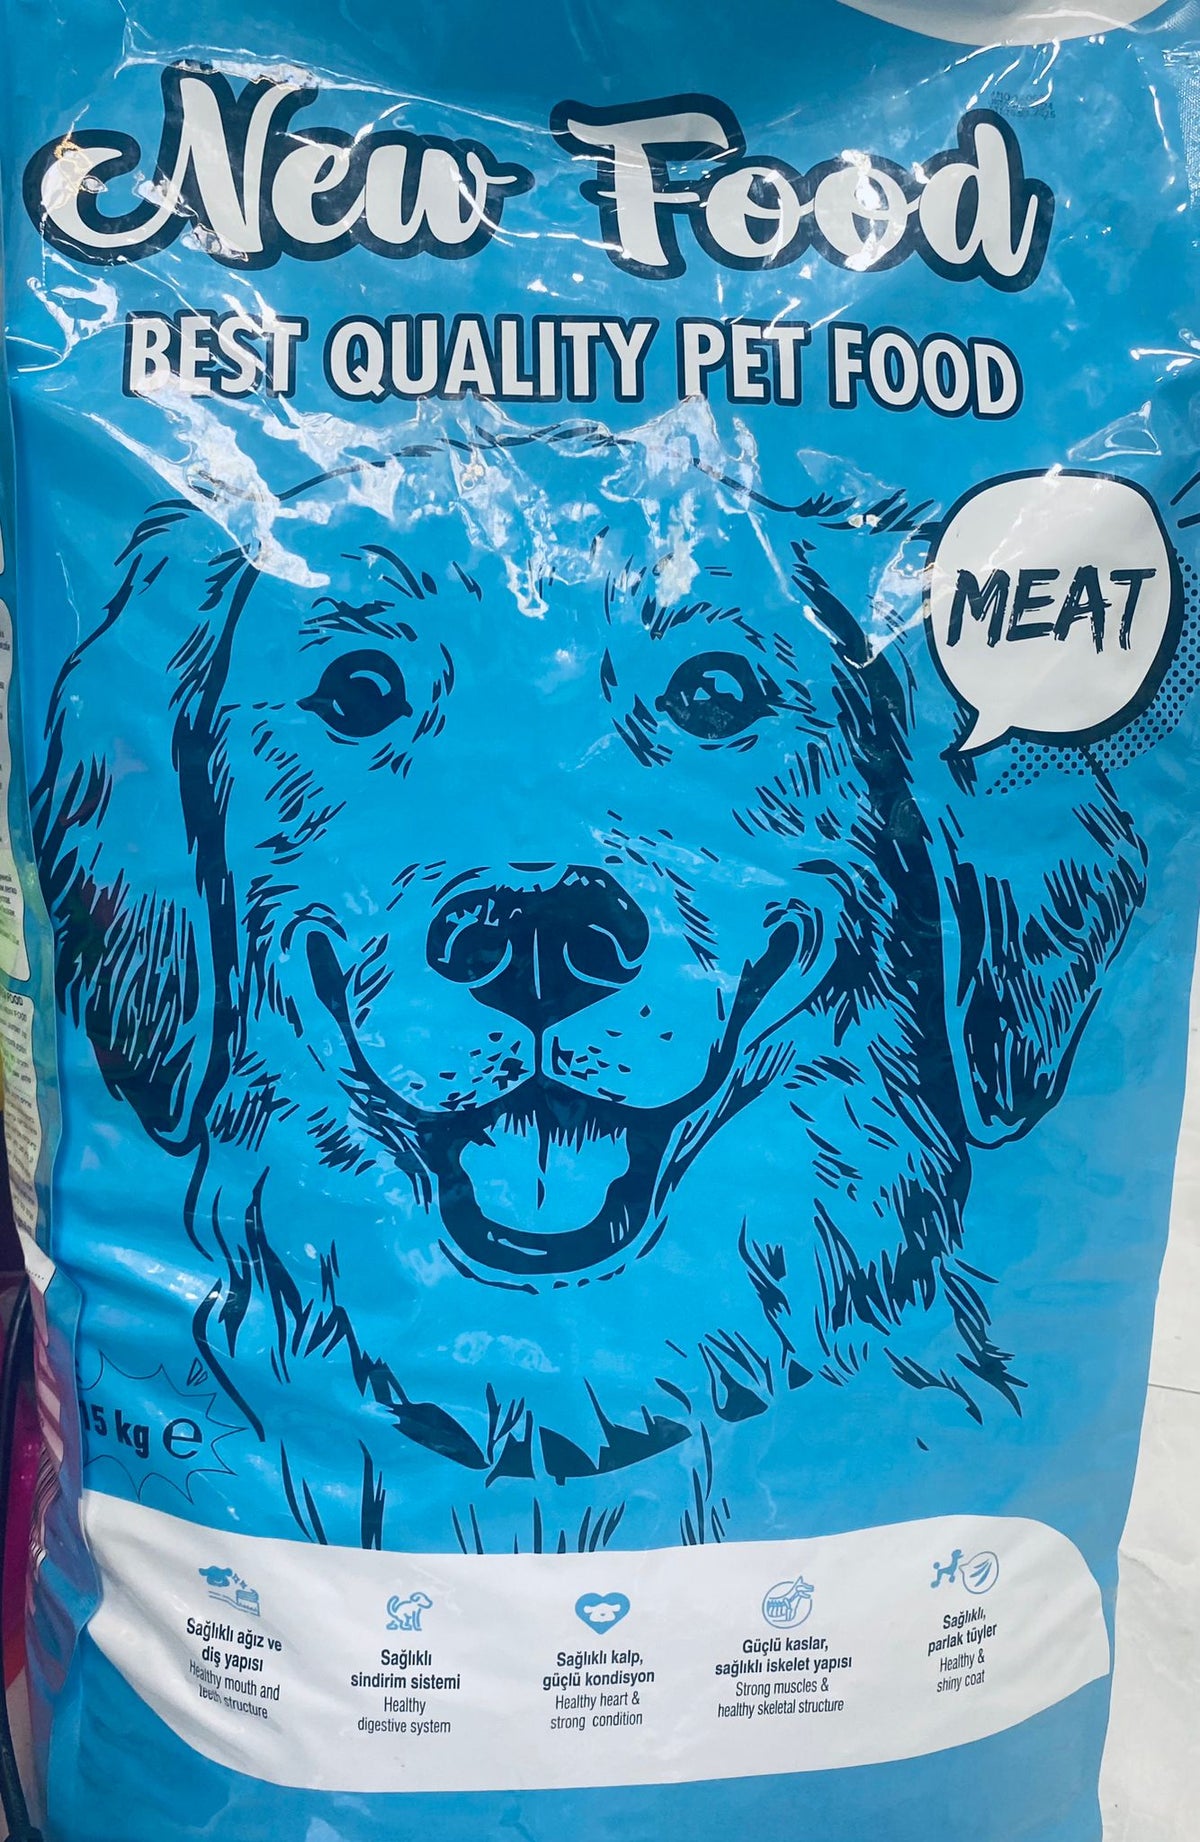 New Food
BEST QUALITY PET FOOD
MEAT
15 kg ℮
Sağlıklı ağız ve
diş yapısı
Healthy mouth and
teeth structure
Sağlıklı
sindirim sistemi
Healthy
digestive system
Sağlıklı kalp,
güçlü kondisyon
Healthy heart &
strong condition
Güçlü kaslar,
sağlıklı iskelet yapısı
Strong muscles &
healthy skeletal structure
Sağlıklı,
parlak tüyler
Healthy &
shiny coat